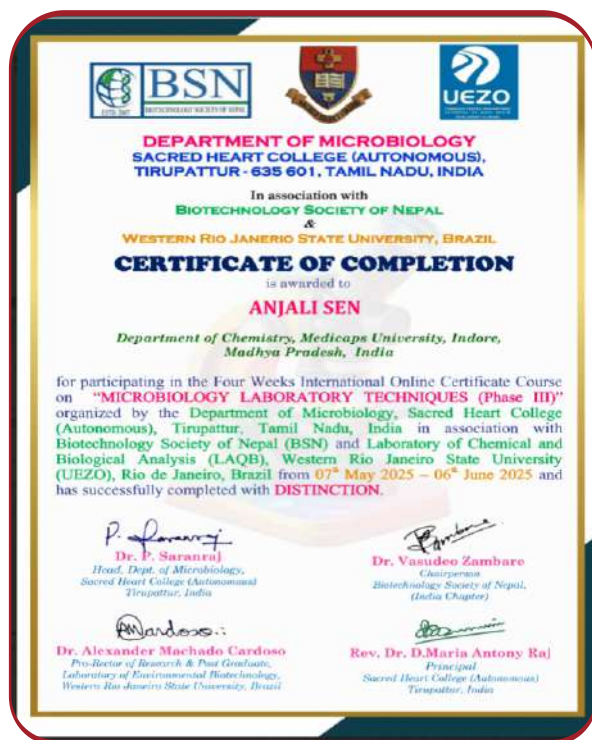 BSN
ESTD. 2007
BIOTECHNOLOGY SOCIETY OF NEPAL
UEZO
DEPARTMENT OF MICROBIOLOGY
SACRED HEART COLLEGE (AUTONOMOUS),
TIRUPATTUR - 635 601, TAMIL NADU, INDIA
In association with
BIOTECHNOLOGY SOCIETY OF NEPAL
&
WESTERN RIO JANERIO STATE UNIVERSITY, BRAZIL
CERTIFICATE OF COMPLETION
is awarded to
ANJALI SEN
Department of Chemistry, Medicaps University, Indore,
Madhya Pradesh, India
for participating in the Four Weeks International Online Certificate Course
on "MICROBIOLOGY LABORATORY TECHNIQUES (Phase III)"
organized by the Department of Microbiology, Sacred Heart College
(Autonomous), Tirupattur, Tamil Nadu, India in association with
Biotechnology Society of Nepal (BSN) and Laboratory of Chemical and
Biological Analysis (LAQB), Western Rio Janeiro State University
(UEZO), Rio de Janeiro, Brazil from 07th May 2025 – 06th June 2025 and
has successfully completed with DISTINCTION.
Dr. P. Saranraj
Head, Dept. of Microbiology,
Sacred Heart College (Autonomous)
Tirupattur, India
Dr. Vasudeo Zambare
Chairperson
Biotechnology Society of Nepal,
(India Chapter)
Dr. Alexander Machado Cardoso
Pro-Rector of Research & Post Graduate,
Laboratory of Environmental Biotechnology,
Western Rio Janeiro State University, Brazil
Rev. Dr. D.Maria Antony Raj
Principal
Sacred Heart College (Autonomous)
Tirupattur, India